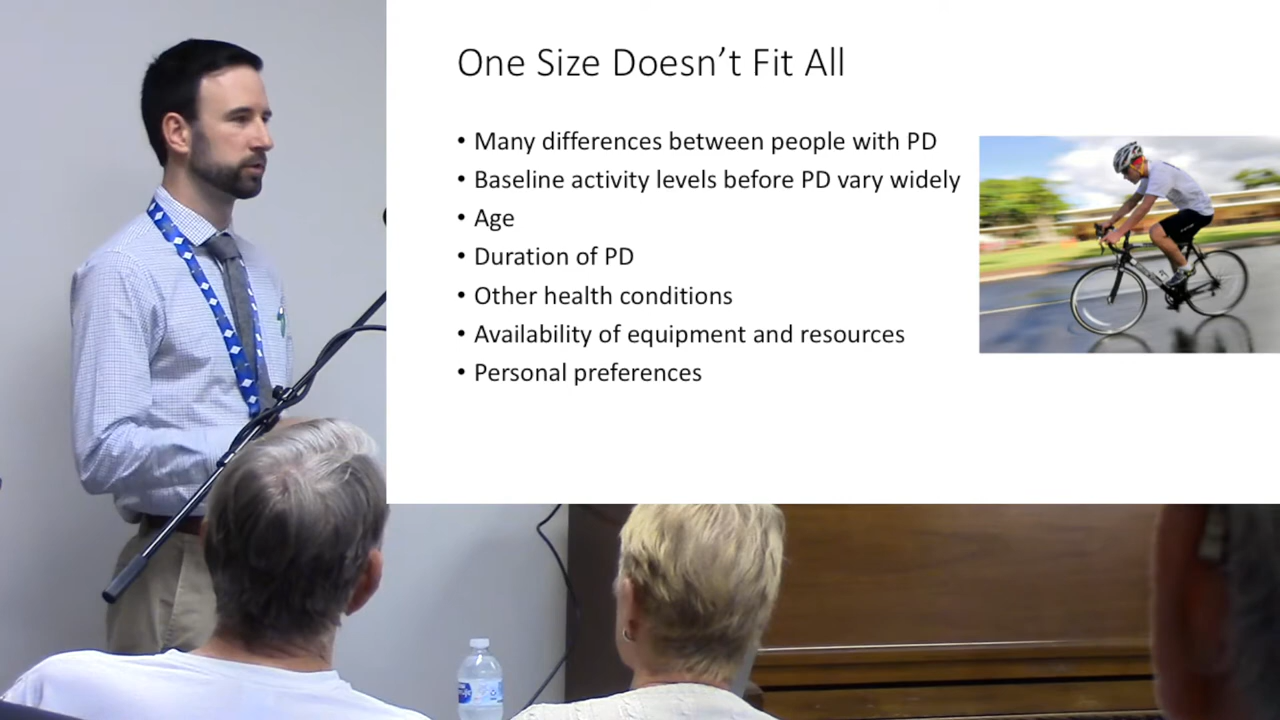 One Size Doesn’t Fit All
• Many differences between people with PD
• Baseline activity levels before PD vary widely
• Age
• Duration of PD
• Other health conditions
• Availability of equipment and resources
• Personal preferences